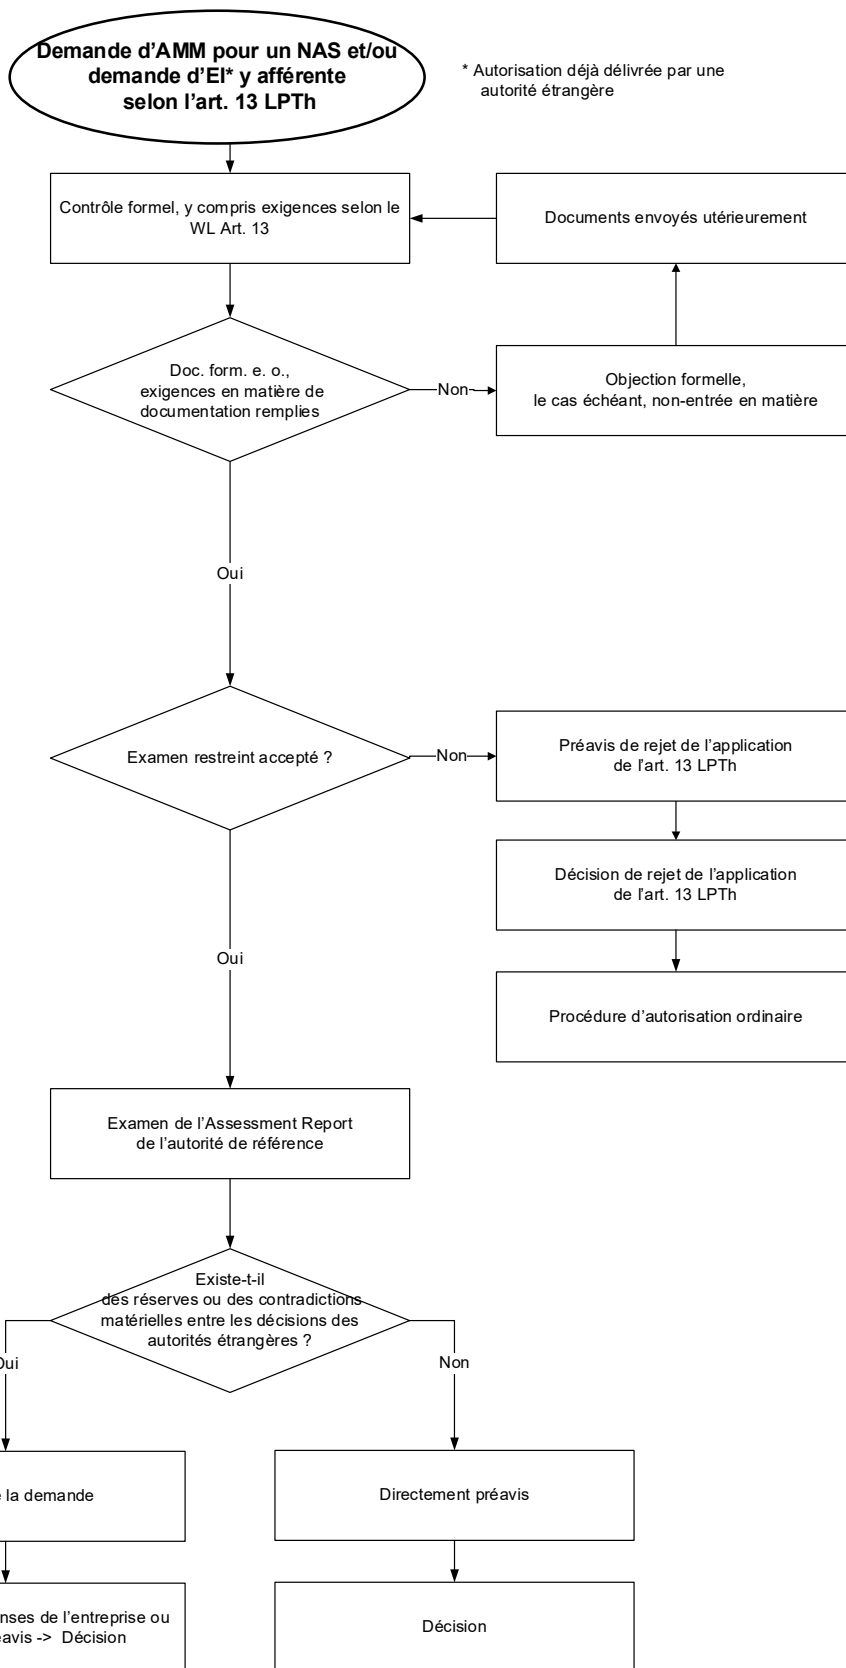 Demande d’AMM pour un NAS et/ou
demande d’EI* y afférente
selon l’art. 13 LPTh
* Autorisation déjà délivrée par une
autorité étrangère
Contrôle formel, y compris exigences selon le
WL Art. 13
Documents envoyés utérieurement
Doc. form. e. o.,
exigences en matière de
documentation remplies
Non
Objection formelle,
le cas échéant, non-entrée en matière
Oui
Examen restreint accepté ?
Non
Préavis de rejet de l’application
de l’art. 13 LPTh
Décision de rejet de l’application
de l’art. 13 LPTh
Oui
Procédure d’autorisation ordinaire
Examen de l’Assessment Report
de l’autorité de référence
Existe-t-il
des réserves ou des contradictions
matérielles entre les décisions des
autorités étrangères ?
Oui
Non
la demande
Directement préavis
de l’entreprise ou
-> Décision
Décision